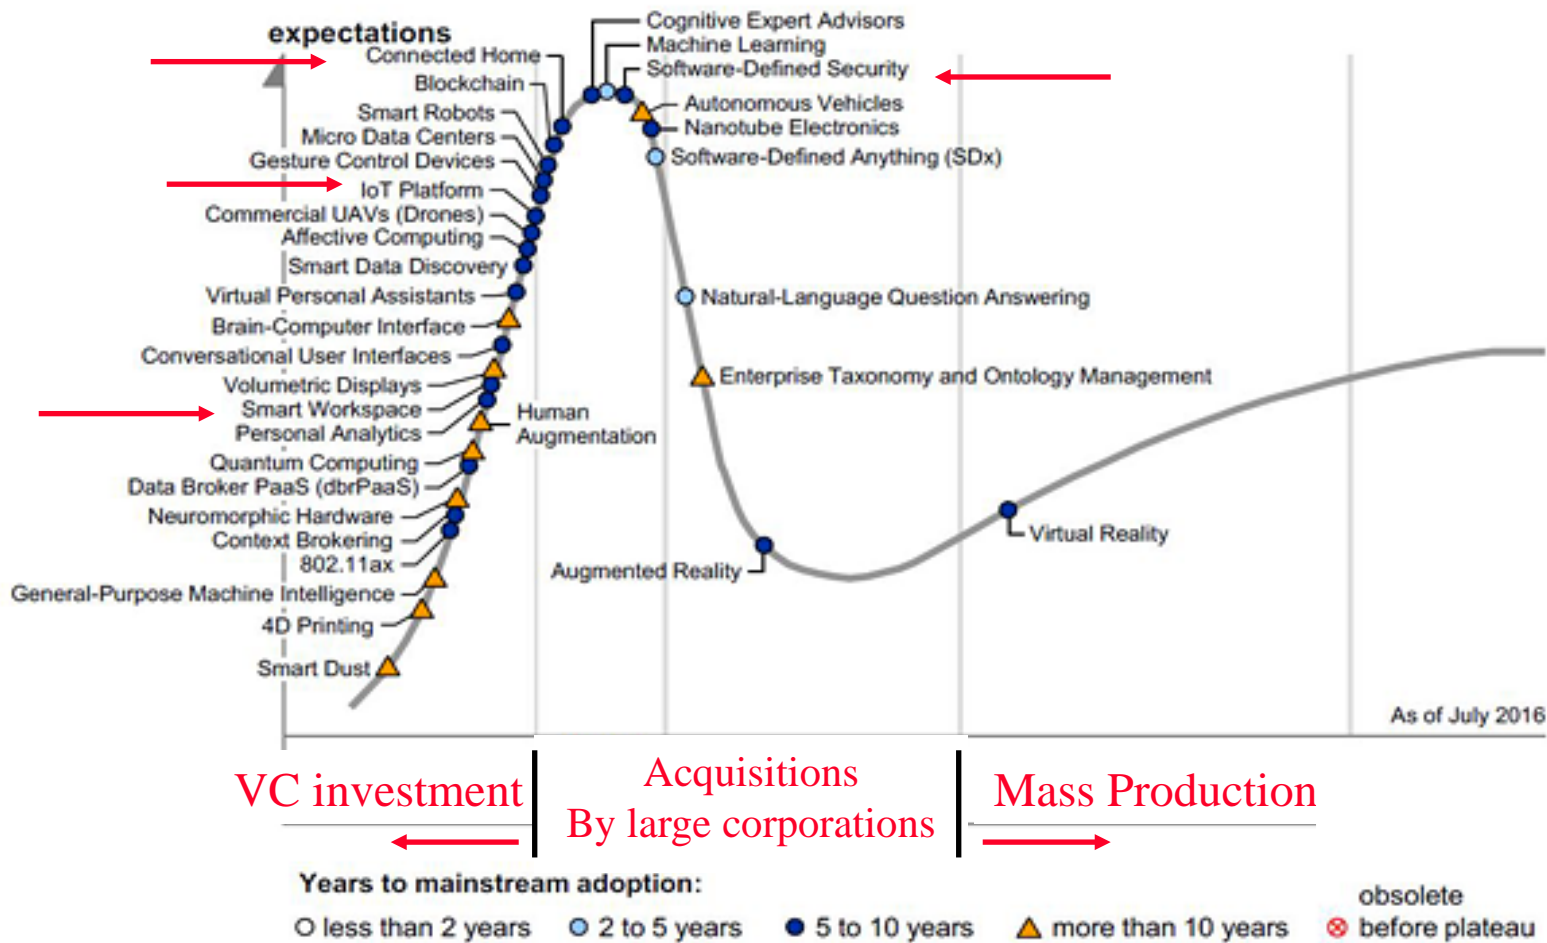 expectations
Connected Home
Blockchain
Smart Robots
Micro Data Centers
Gesture Control Devices
IoT Platform
Commercial UAVs (Drones)
Affective Computing
Smart Data Discovery
Virtual Personal Assistants
Brain-Computer Interface
Conversational User Interfaces
Volumetric Displays
Smart Workspace
Personal Analytics
Quantum Computing
Data Broker PaaS (dbrPaaS)
Neuromorphic Hardware
Context Brokering
802.11ax
General-Purpose Machine Intelligence
4D Printing
Smart Dust
Human
Augmentation
Cognitive Expert Advisors
Machine Learning
Software-Defined Security
Autonomous Vehicles
Nanotube Electronics
Software-Defined Anything (SDx)
Natural-Language Question Answering
Enterprise Taxonomy and Ontology Management
Augmented Reality
Virtual Reality
As of July 2016
VC investment
Acquisitions
By large corporations
Mass Production
Years to mainstream adoption:
less than 2 years
2 to 5 years
5 to 10 years
more than 10 years
obsolete
before plateau